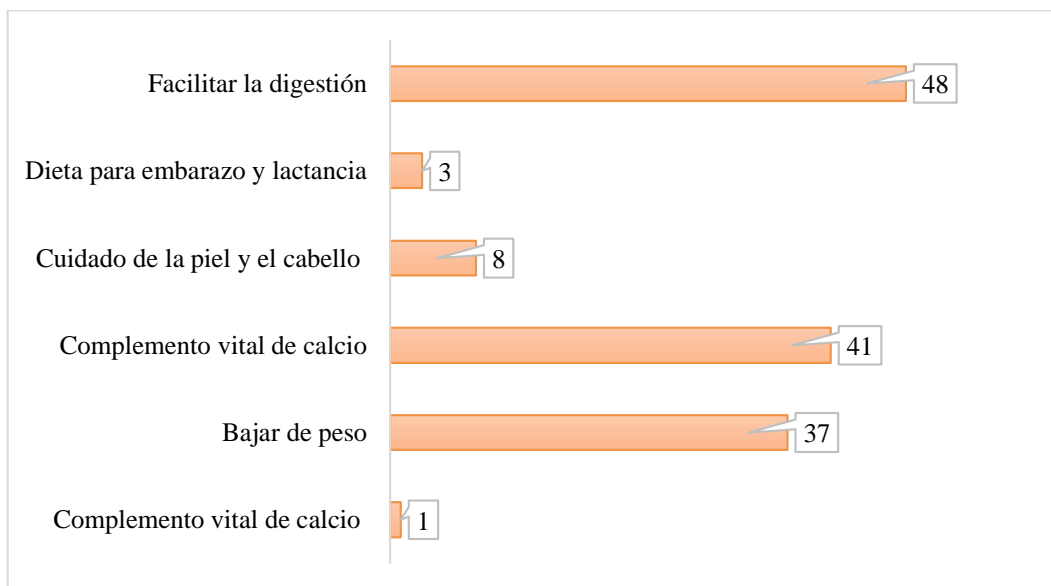 Facilitar la digestión
48
Dieta para embarazo y lactancia
3
Cuidado de la piel y el cabello
8
Complemento vital de calcio
41
Bajar de peso
37
Complemento vital de calcio
1